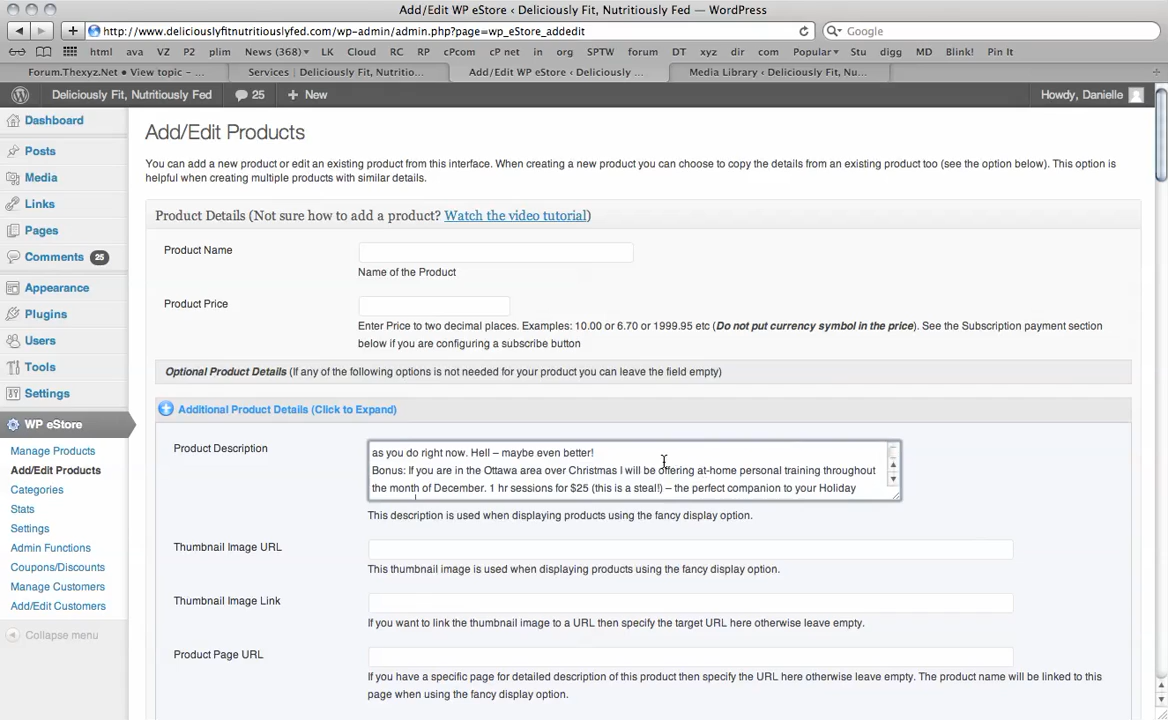 Add/Edit WP eStore ‹ Deliciously Fit, Nutritiously Fed — WordPress
http://www.deliciouslyfitnutritiouslyfed.com/wp-admin/admin.php?page=wp_eStore_addedit
Google
html ava VZ P2 plim News (368) LK Cloud RC RP cPcom cP net in org SPTW forum DT xyz dir com Popular Stu digg MD Blink! Pin It
Forum.Thexyz.Net • View topic – ...
Services | Deliciously Fit, Nutritio...
Add/Edit WP eStore ‹ Deliciously ...
Media Library ‹ Deliciously Fit, Nu...
Deliciously Fit, Nutritiously Fed 25 + New Howdy, Danielle
Dashboard
Posts
Media
Links
Pages
Comments 25
Appearance
Plugins
Users
Tools
Settings
WP eStore
Manage Products
Add/Edit Products
Categories
Stats
Settings
Admin Functions
Coupons/Discounts
Manage Customers
Add/Edit Customers
Collapse menu
Add/Edit Products
You can add a new product or edit an existing product from this interface. When creating a new product you can choose to copy the details from an existing product too (see the option below). This option is
helpful when creating multiple products with similar details.
Product Details (Not sure how to add a product? Watch the video tutorial)
Product Name
Name of the Product
Product Price
Enter Price to two decimal places. Examples: 10.00 or 6.70 or 1999.95 etc (Do not put currency symbol in the price). See the Subscription payment section
below if you are configuring a subscribe button
Optional Product Details (If any of the following options is not needed for your product you can leave the field empty)
Additional Product Details (Click to Expand)
Product Description
as you do right now. Hell – maybe even better!
Bonus: If you are in the Ottawa area over Christmas I will be offering at-home personal training throughout
the month of December. 1 hr sessions for $25 (this is a steal!) – the perfect companion to your Holiday
This description is used when displaying products using the fancy display option.
Thumbnail Image URL
This thumbnail image is used when displaying products using the fancy display option.
Thumbnail Image Link
If you want to link the thumbnail image to a URL then specify the target URL here otherwise leave empty.
Product Page URL
If you have a specific page for detailed description of this product then specify the URL here otherwise leave empty. The product name will be linked to this
page when using the fancy display option.